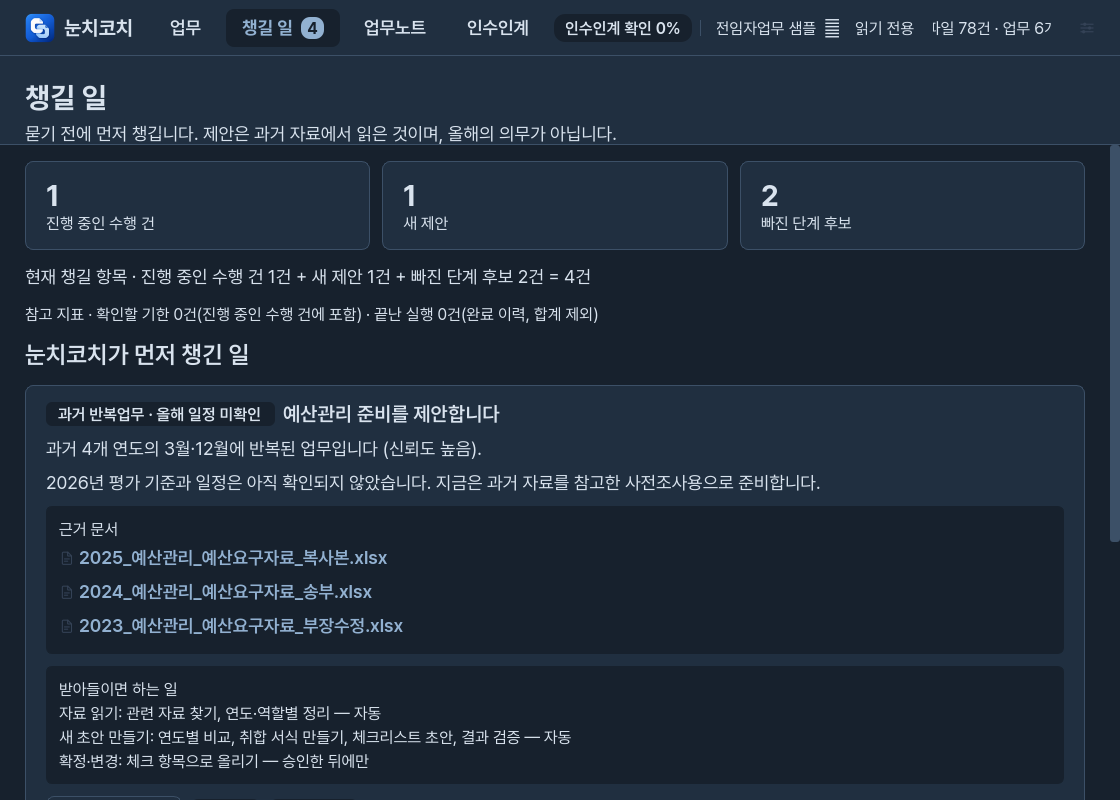 눈치코치 업무 챙길 일 4 업무노트 인수인계 인수인계 확인 0% 전임자업무 샘플 읽기 전용 78건 · 업무
챙길 일
묻기 전에 먼저 챙깁니다. 제안은 과거 자료에서 읽은 것이며, 올해의 의무가 아닙니다.
1
진행 중인 수행 건
1
새 제안
2
빠진 단계 후보
현재 챙길 항목 · 진행 중인 수행 건 1건 + 새 제안 1건 + 빠진 단계 후보 2건 = 4건
참고 지표 · 확인할 기한 0건(진행 중인 수행 건에 포함) · 끝난 실행 0건(완료 이력, 합계 제외)
눈치코치가 먼저 챙긴 일
과거 반복업무 · 올해 일정 미확인 예산관리 준비를 제안합니다
과거 4개 연도의 3월·12월에 반복된 업무입니다 (신뢰도 높음).
2026년 평가 기준과 일정은 아직 확인되지 않았습니다. 지금은 과거 자료를 참고한 사전조사용으로 준비합니다.
근거 문서
2025_예산관리_예산요구자료_복사본.xlsx
2024_예산관리_예산요구자료_송부.xlsx
2023_예산관리_예산요구자료_부장수정.xlsx
받아들이면 하는 일
자료 읽기: 관련 자료 찾기, 연도·역할별 정리 — 자동
새 초안 만들기: 연도별 비교, 취합 서식 만들기, 체크리스트 초안, 결과 검증 — 자동
확정·변경: 체크 항목으로 올리기 — 승인한 뒤에만